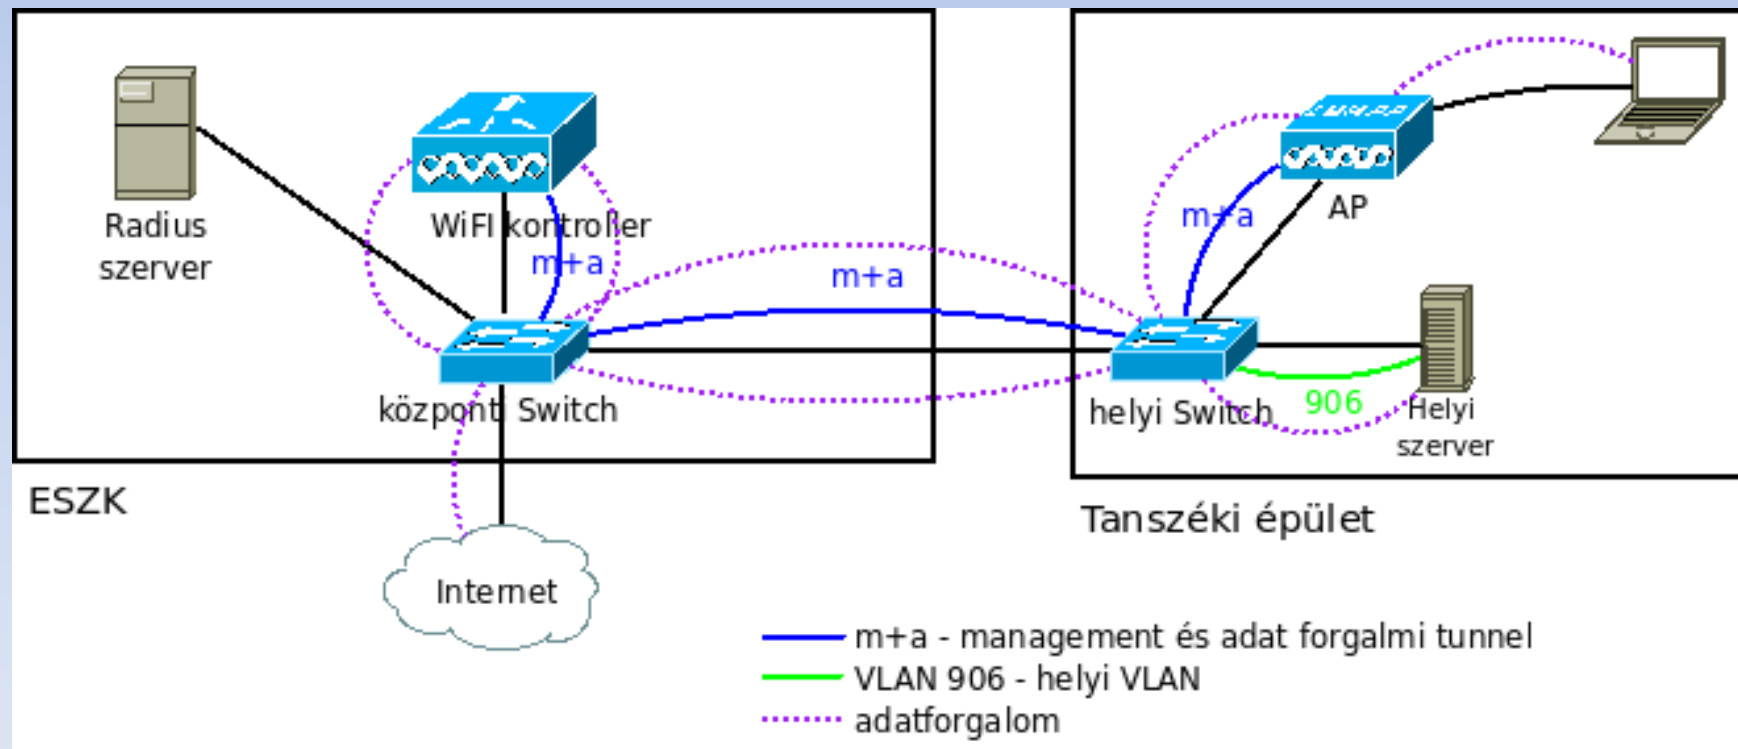 Radius
szerver
WiFI kontroller
m+a
m+a
m+a
AP
központi Switch
helyi Switch
906
Helyi
szerver
ESZK
Tanszéki épület
Internet
m+a - management és adat forgalmi tunnel
VLAN 906 - helyi VLAN
adatforgalom